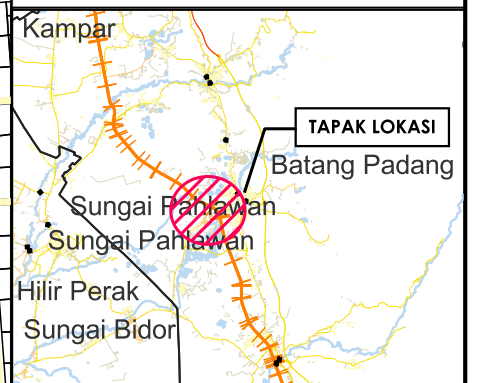 Kampar
TAPAK LOKASI
Batang Padang
Sungai Pahlawan
Sungai Pahlawan
Hilir Perak
Sungai Bidor